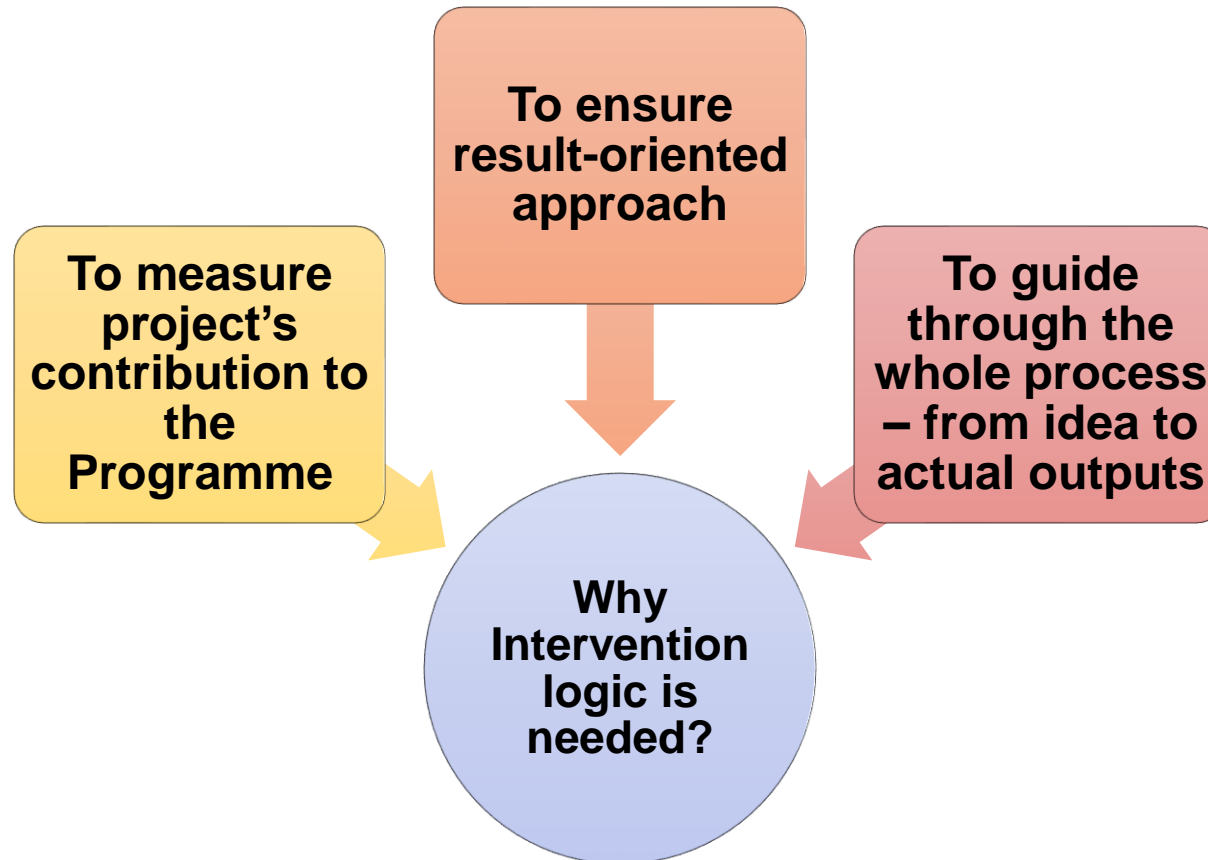 To ensure
result-oriented
approach
To measure
project’s
contribution to
the
Programme
To guide
through the
whole process
– from idea to
actual outputs
Why
Intervention
logic is
needed?